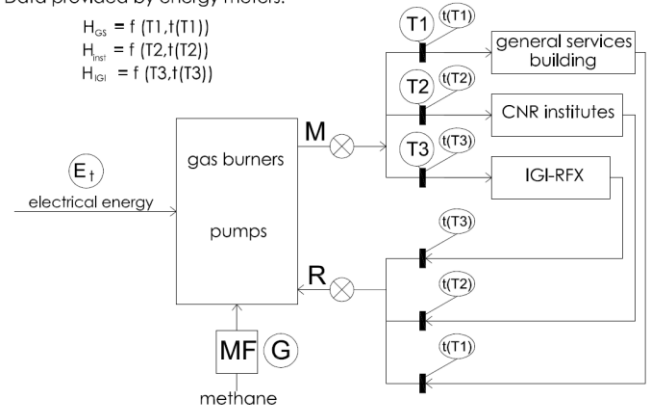 Data provided by energy meters:
H_GS = f (T1,t(T1))
H_inst = f (T2,t(T2))
H_IGI = f (T3,t(T3))
T1
t(T1)
general services
building
T2
t(T2)
CNR institutes
M
T3
t(T3)
IGI-RFX
gas burners
E_t
electrical energy
pumps
t(T3)
R
t(T2)
MF
G
t(T1)
methane